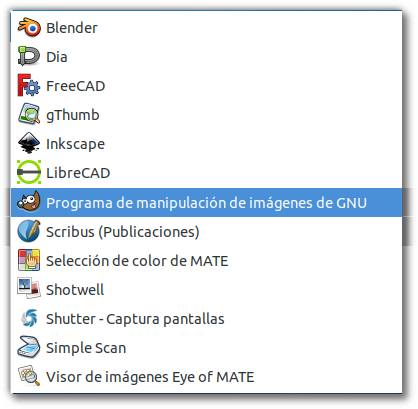 Blender
Dia
FreeCAD
gThumb
Inkscape
LibreCAD
Programa de manipulación de imágenes de GNU
Scribus (Publicaciones)
Selección de color de MATE
Shotwell
Shutter - Captura pantallas
Simple Scan
Visor de imágenes Eye of MATE